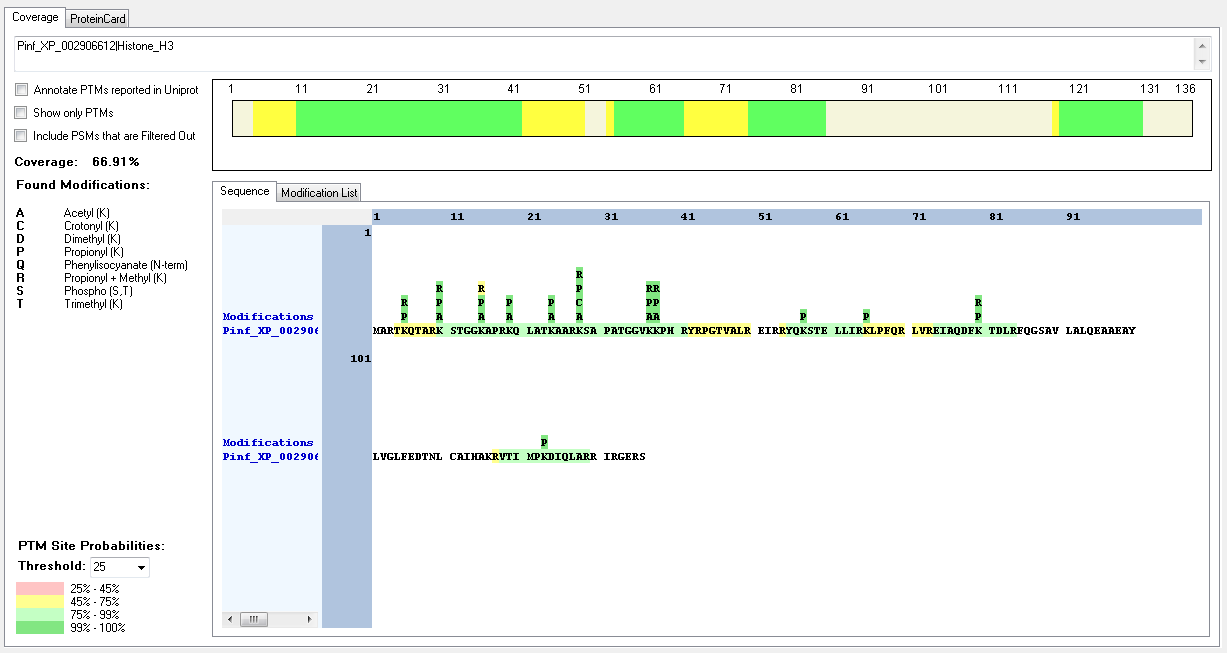 Coverage ProteinCard
Pinf_XP_002906612|Histone_H3
Annotate PTMs reported in Uniprot
Show only PTMs
Include PSMs that are Filtered Out
Coverage: 66.91%
Found Modifications:
A Acetyl (K)
C Crotonyl (K)
D Dimethyl (K)
P Propionyl (K)
Q Phenylisocyanate (N-term)
R Propionyl + Methyl (K)
S Phospho (S,T)
T Trimethyl (K)
1 11 21 31 41 51 61 71 81 91 101 111 121 131 136
Sequence Modification List
1 11 21 31 41 51 61 71 81 91
1
R
R R P R R
R P P P C P P R
P A A A A A A A P P P
Modifications
Pinf_XP_00290 MARTKQTARK STGGKAPRKQ LATKAARKSA PATGGVKKPH RYRPGTVALR EIRRYQKSTE LLIRKLPFQR LVREIAQDFK TDLRFQGSAV LALQEAAEAY
101
P
Modifications
Pinf_XP_00290 LVGLFEDTNL CAIHAKRVTI MPKDIQLARR IRGERS
PTM Site Probabilities:
Threshold: 25
25% - 45%
45% - 75%
75% - 99%
99% - 100%